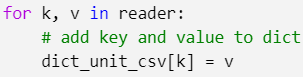 for k, v in reader:
    # add key and value to dict
    dict_unit_csv[k] = v